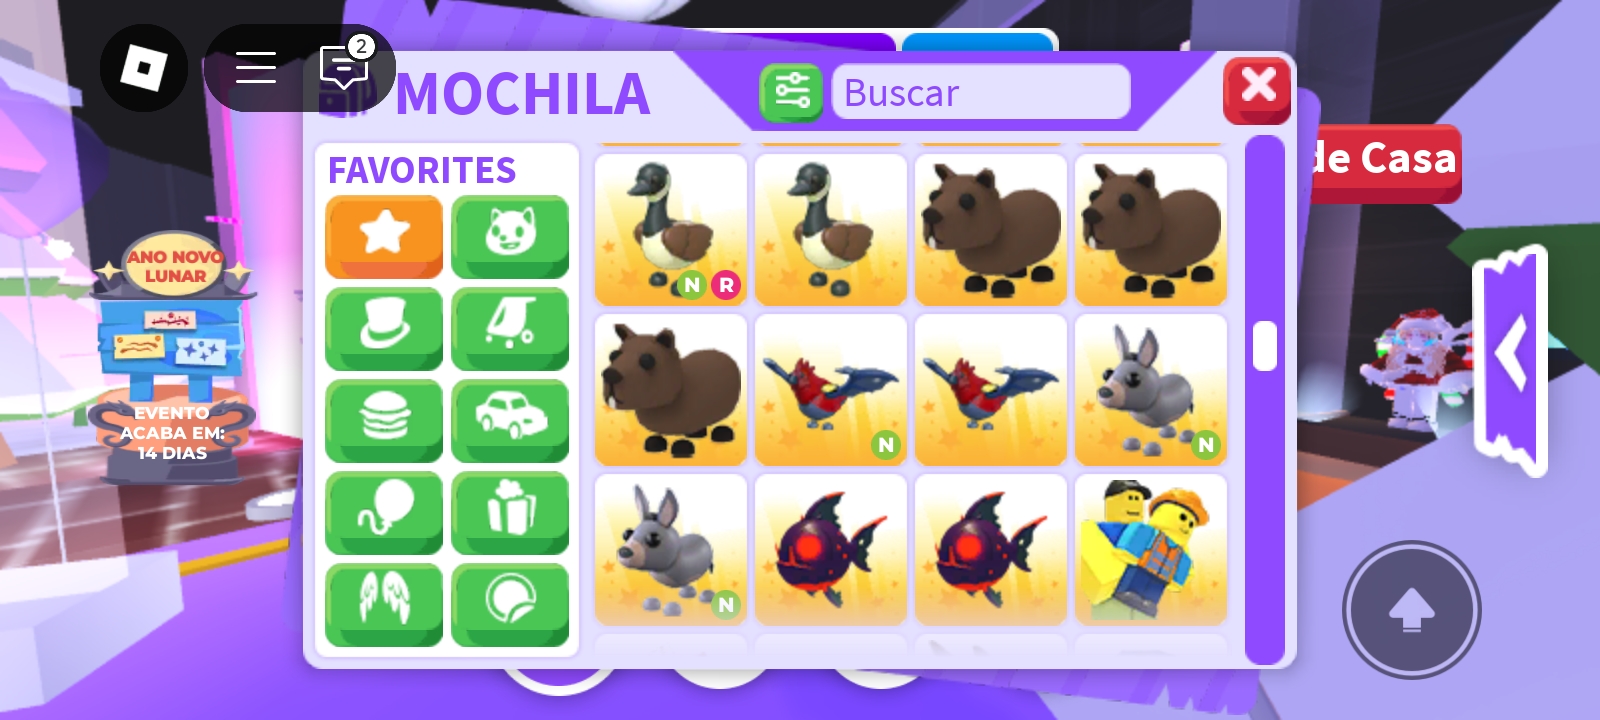 2
MOCHILA
Buscar
FAVORITES
de Casa
ANO NOVO
LUNAR
EVENTO
ACABA EM:
14 DIAS
N R
N
N
N